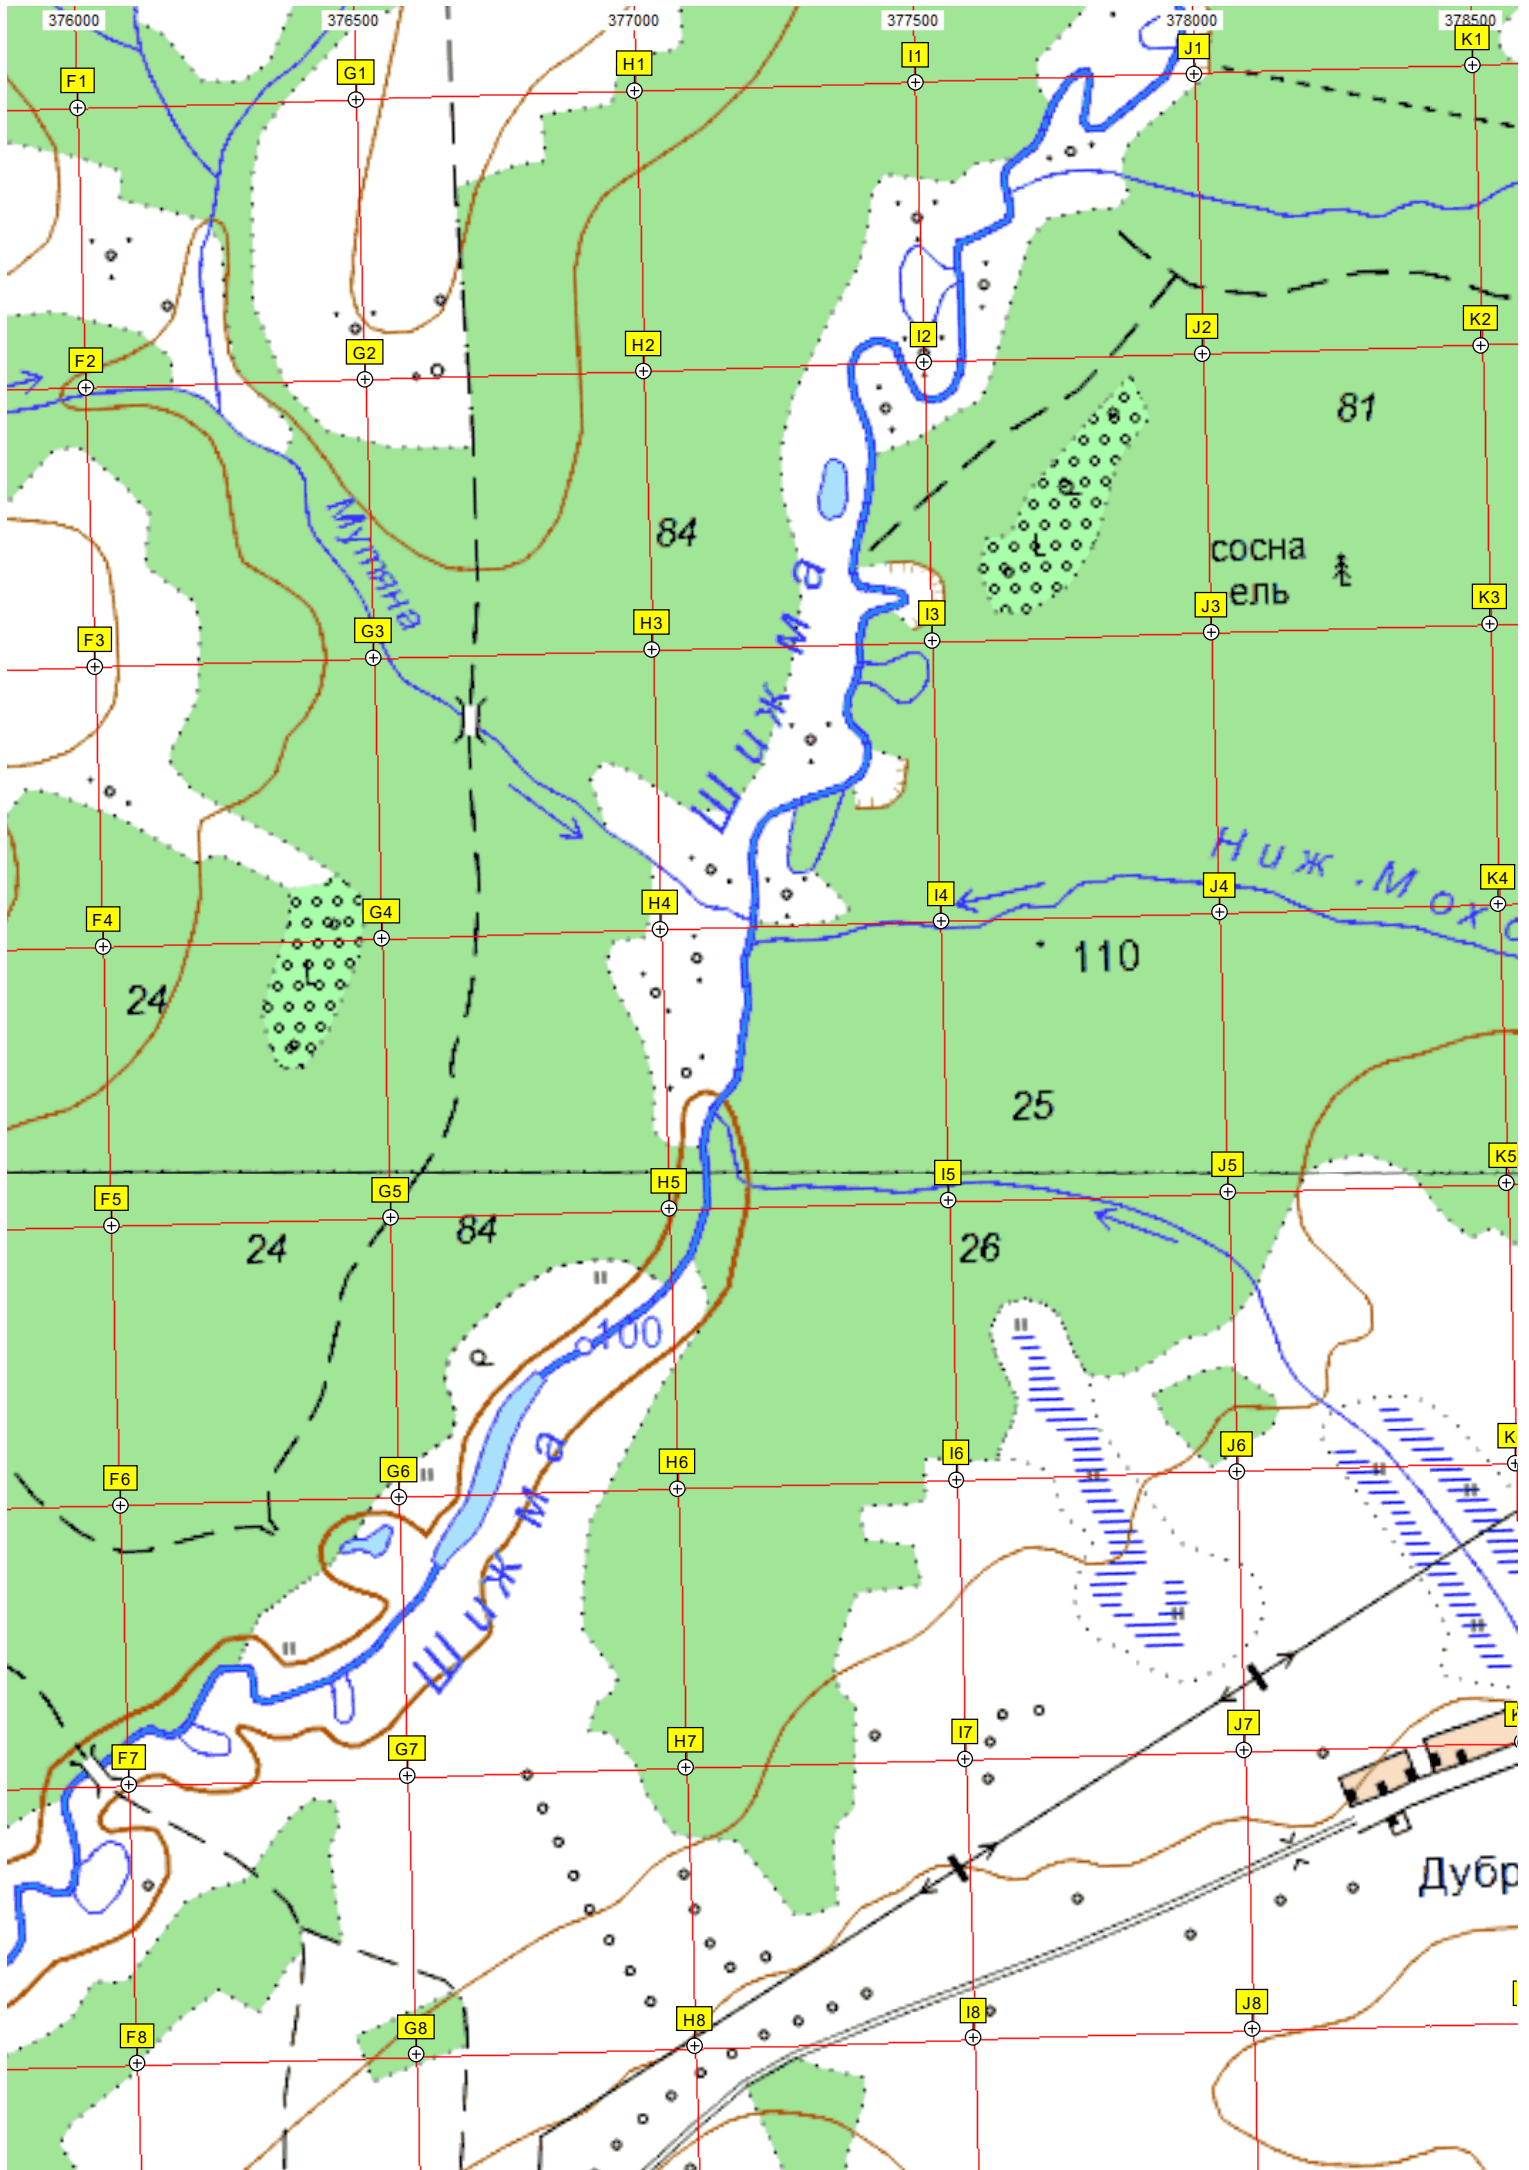 376000 376500 377000 377500 378000 378500
F1 G1 H1 I1 J1 K1
F2 G2 H2 I2 J2 K2
81
Мутяна
84
Шижма
сосна
ель
F3 G3 H3 I3 J3 K3
Ниж.Мох
F4 G4 H4 I4 J4 K4
24
110
25
F5 G5 H5 I5 J5 K5
24
84
26
100
F6 G6 H6 I6 J6 K
Шижма
F7 G7 H7 I7 J7 K
Дубр
F8 G8 H8 I8 J8